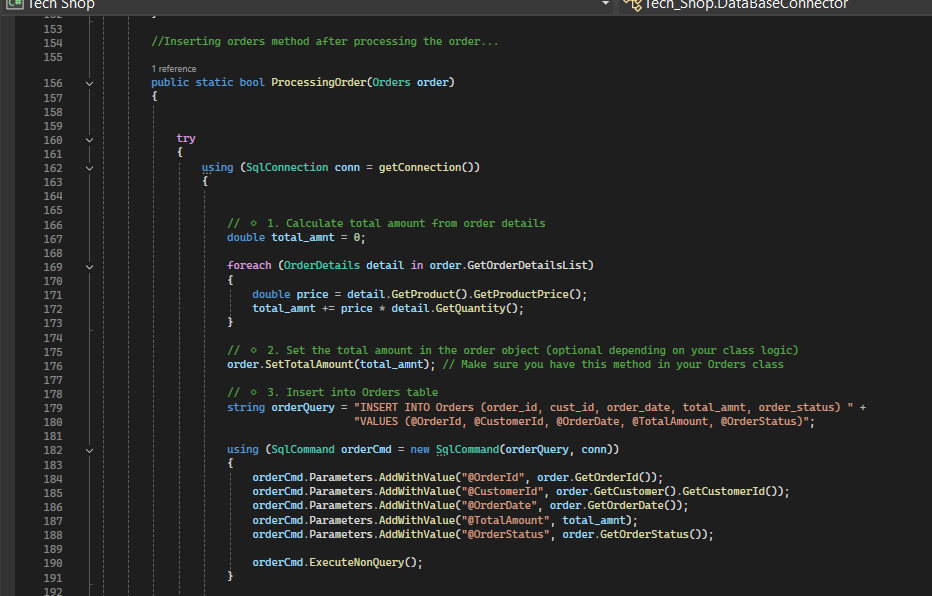 C# Tech Shop Tech_Shop.DataBaseConnector
153
154 //Inserting orders method after processing the order...
155
1 reference
156 public static bool ProcessingOrder(Orders order)
157 {
158
159
160 try
161 {
162 using (SqlConnection conn = getConnection())
163 {
164
165
166 // ⋄ 1. Calculate total amount from order details
167 double total_amnt = 0;
168
169 foreach (OrderDetails detail in order.GetOrderDetailsList)
170 {
171 double price = detail.GetProduct().GetProductPrice();
172 total_amnt += price * detail.GetQuantity();
173 }
174
175 // ⋄ 2. Set the total amount in the order object (optional depending on your class logic)
176 order.SetTotalAmount(total_amnt); // Make sure you have this method in your Orders class
177
178 // ⋄ 3. Insert into Orders table
179 string orderQuery = "INSERT INTO Orders (order_id, cust_id, order_date, total_amnt, order_status) " +
180 "VALUES (@OrderId, @CustomerId, @OrderDate, @TotalAmount, @OrderStatus)";
181
182 using (SqlCommand orderCmd = new SqlCommand(orderQuery, conn))
183 {
184 orderCmd.Parameters.AddWithValue("@OrderId", order.GetOrderId());
185 orderCmd.Parameters.AddWithValue("@CustomerId", order.GetCustomer().GetCustomerId());
186 orderCmd.Parameters.AddWithValue("@OrderDate", order.GetOrderDate());
187 orderCmd.Parameters.AddWithValue("@TotalAmount", total_amnt);
188 orderCmd.Parameters.AddWithValue("@OrderStatus", order.GetOrderStatus());
189
190 orderCmd.ExecuteNonQuery();
191 }
192